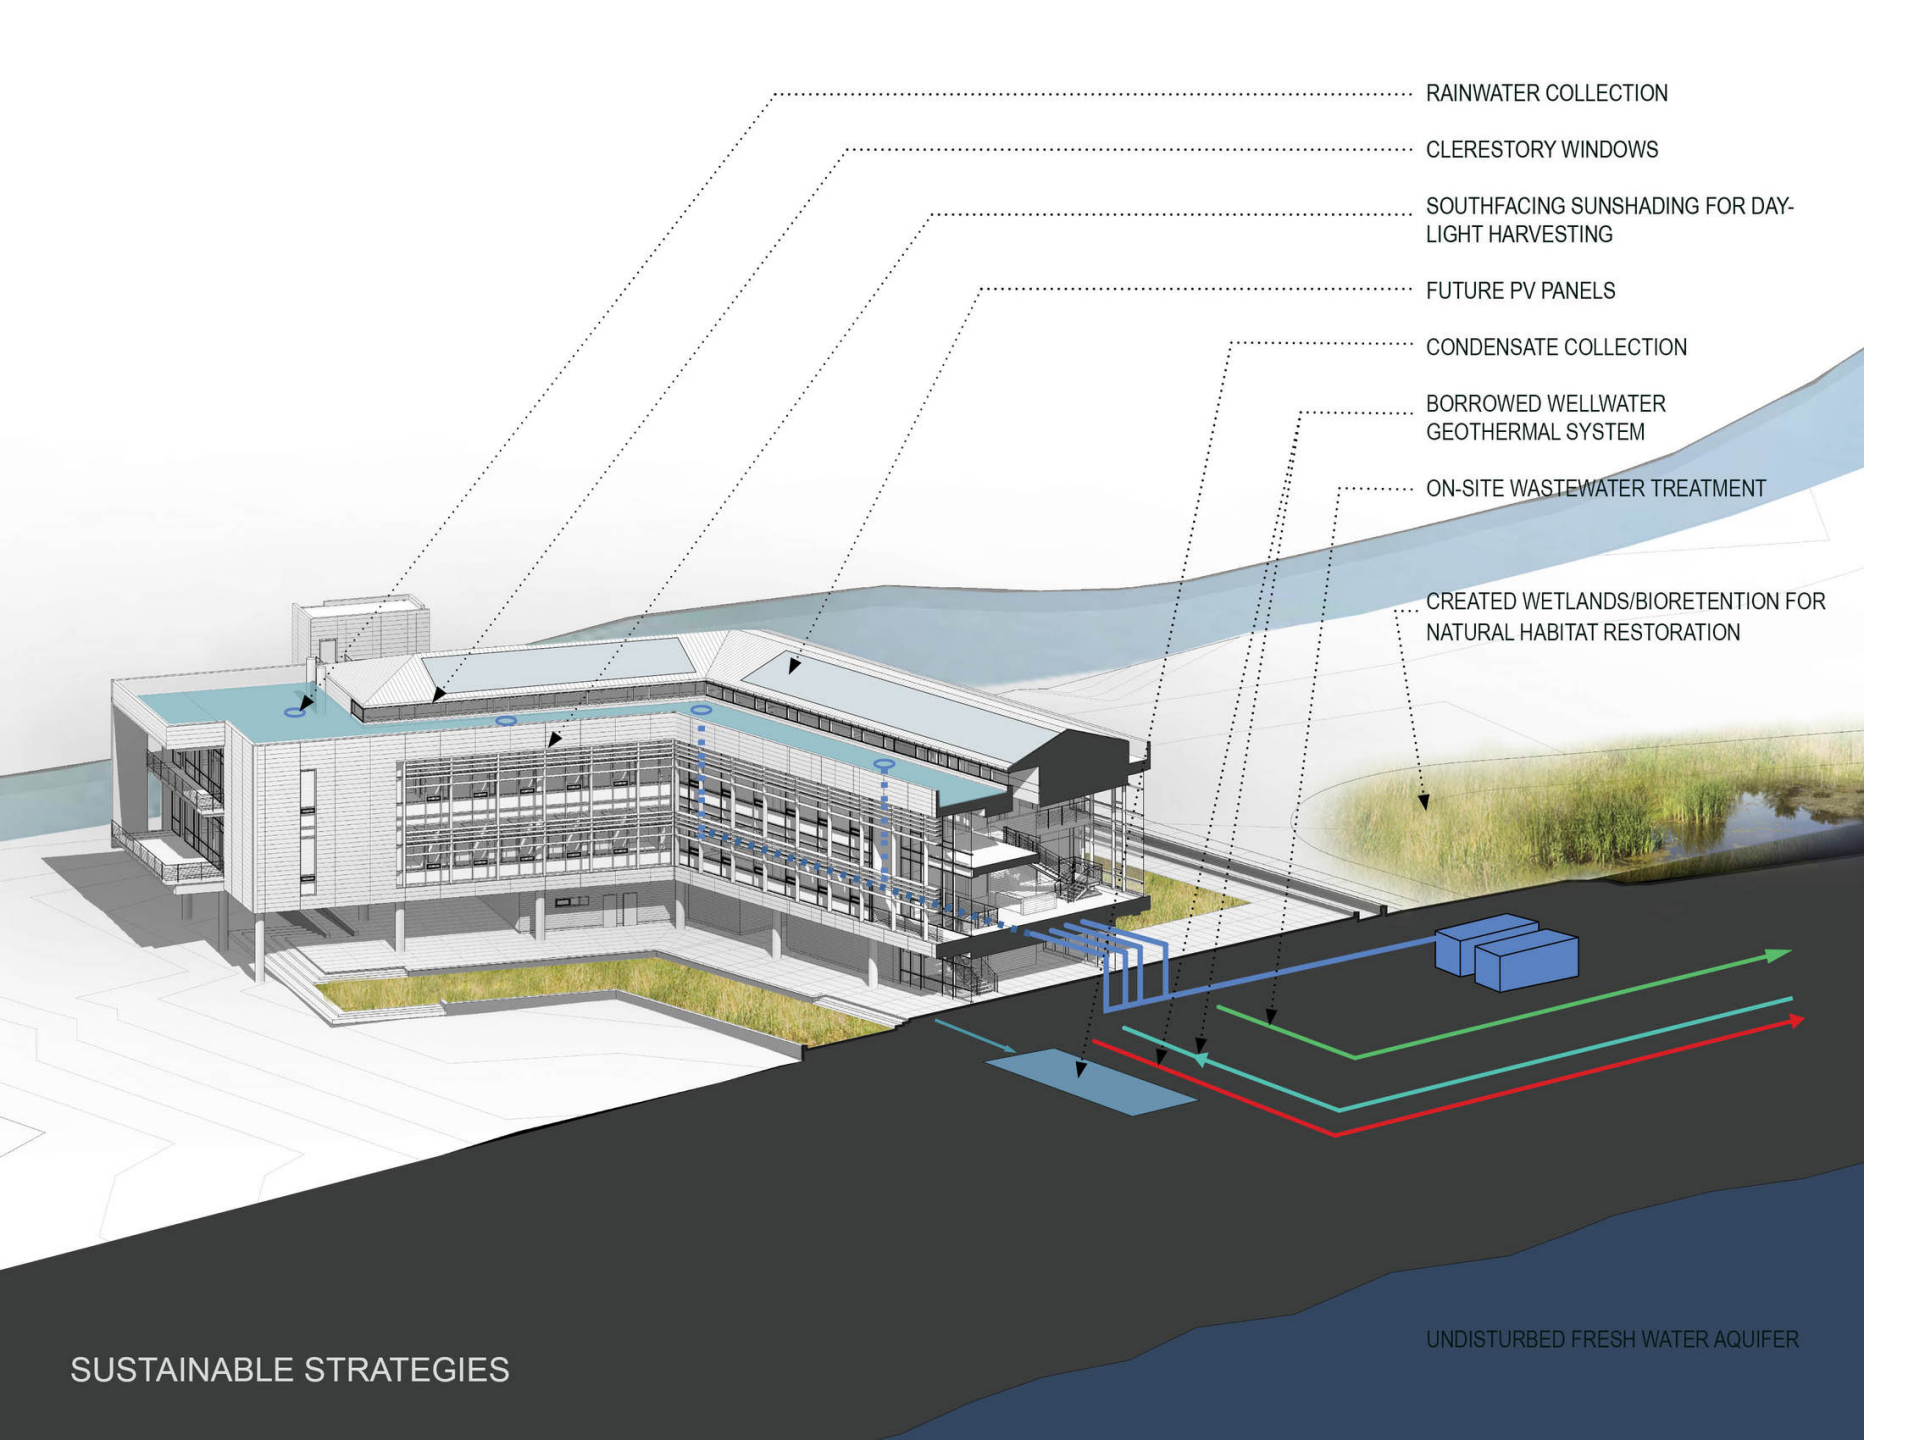 RAINWATER COLLECTION
CLERESTORY WINDOWS
SOUTHFACING SUNSHADING FOR DAY-
LIGHT HARVESTING
FUTURE PV PANELS
CONDENSATE COLLECTION
BORROWED WELLWATER
GEOTHERMAL SYSTEM
ON-SITE WASTEWATER TREATMENT
CREATED WETLANDS/BIORETENTION FOR
NATURAL HABITAT RESTORATION
UNDISTURBED FRESH WATER AQUIFER
SUSTAINABLE STRATEGIES